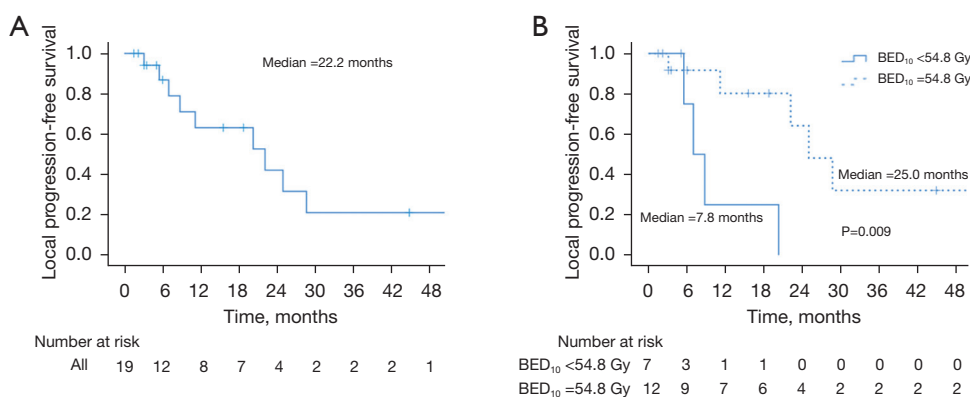 A
Local progression-free survival
1.0
0.8
0.6
0.4
0.2
0.0
Median =22.2 months
0 6 12 18 24 30 36 42 48
Time, months
Number at risk
All 19 12 8 7 4 2 2 2 1
B
Local progression-free survival
1.0
0.8
0.6
0.4
0.2
0.0
BED₁₀ <54.8 Gy
BED₁₀ =54.8 Gy
Median =25.0 months
Median =7.8 months
P=0.009
0 6 12 18 24 30 36 42 48
Time, months
Number at risk
BED₁₀ <54.8 Gy 7 3 1 1 0 0 0 0 0
BED₁₀ =54.8 Gy 12 9 7 6 4 2 2 2 2